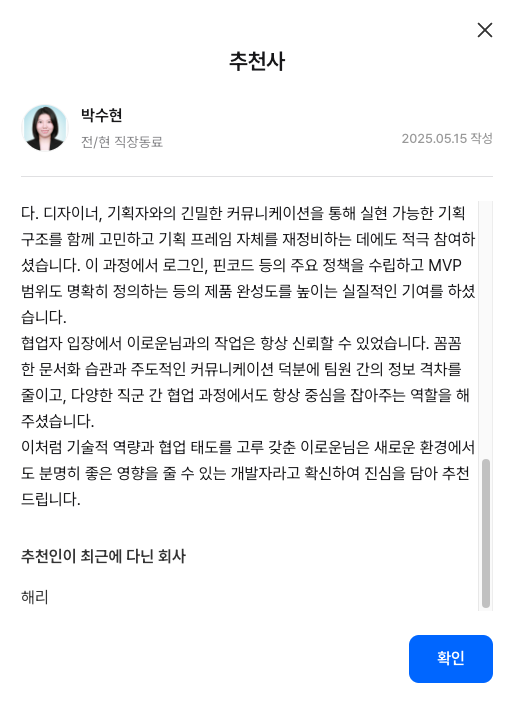 추천사
박수현
전/현 직장동료
2025.05.15 작성
다. 디자이너, 기획자와의 긴밀한 커뮤니케이션을 통해 실현 가능한 기획
구조를 함께 고민하고 기획 프레임 자체를 재정비하는 데에도 적극 참여하
셨습니다. 이 과정에서 로그인, 핀코드 등의 주요 정책을 수립하고 MVP
범위도 명확히 정의하는 등의 제품 완성도를 높이는 실질적인 기여를 하셨
습니다.
협업자 입장에서 이로운님과의 작업은 항상 신뢰할 수 있었습니다. 꼼꼼
한 문서화 습관과 주도적인 커뮤니케이션 덕분에 팀원 간의 정보 격차를
줄이고, 다양한 직군 간 협업 과정에서도 항상 중심을 잡아주는 역할을 해
주셨습니다.
이처럼 기술적 역량과 협업 태도를 고루 갖춘 이로운님은 새로운 환경에서
도 분명히 좋은 영향을 줄 수 있는 개발자라고 확신하여 진심을 담아 추천
드립니다.
추천인이 최근에 다닌 회사
해리
확인